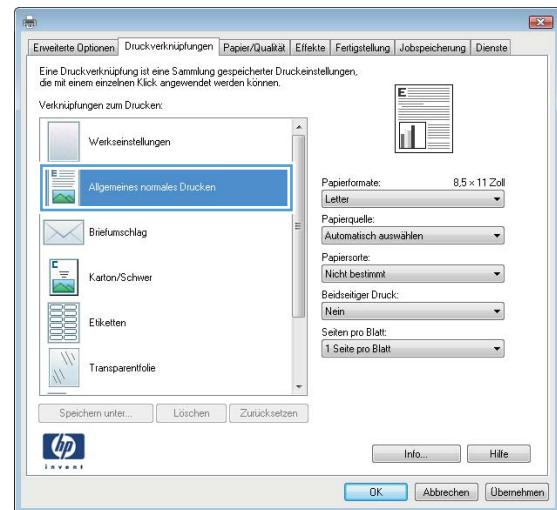 Erweiterte Optionen Druckverknüpfungen Papier/Qualität Effekte Fertigstellung Jobspeicherung Dienste
Eine Druckverknüpfung ist eine Sammlung gespeicherter Druckeinstellungen,
die mit einem einzelnen Klick angewendet werden können.
Verknüpfungen zum Drucken:
Werkseinstellungen
Allgemeines normales Drucken
Briefumschlag
Karton/Schwer
Etiketten
Transparentfolie
E
Papierformate: 8,5 × 11 Zoll
Letter
Papierquelle:
Automatisch auswählen
Papiersorte:
Nicht bestimmt
Beidseitiger Druck:
Nein
Seiten pro Blatt:
1 Seite pro Blatt
Speichern unter... Löschen Zurücksetzen
hp
invent
Info... Hilfe
OK Abbrechen Übernehmen